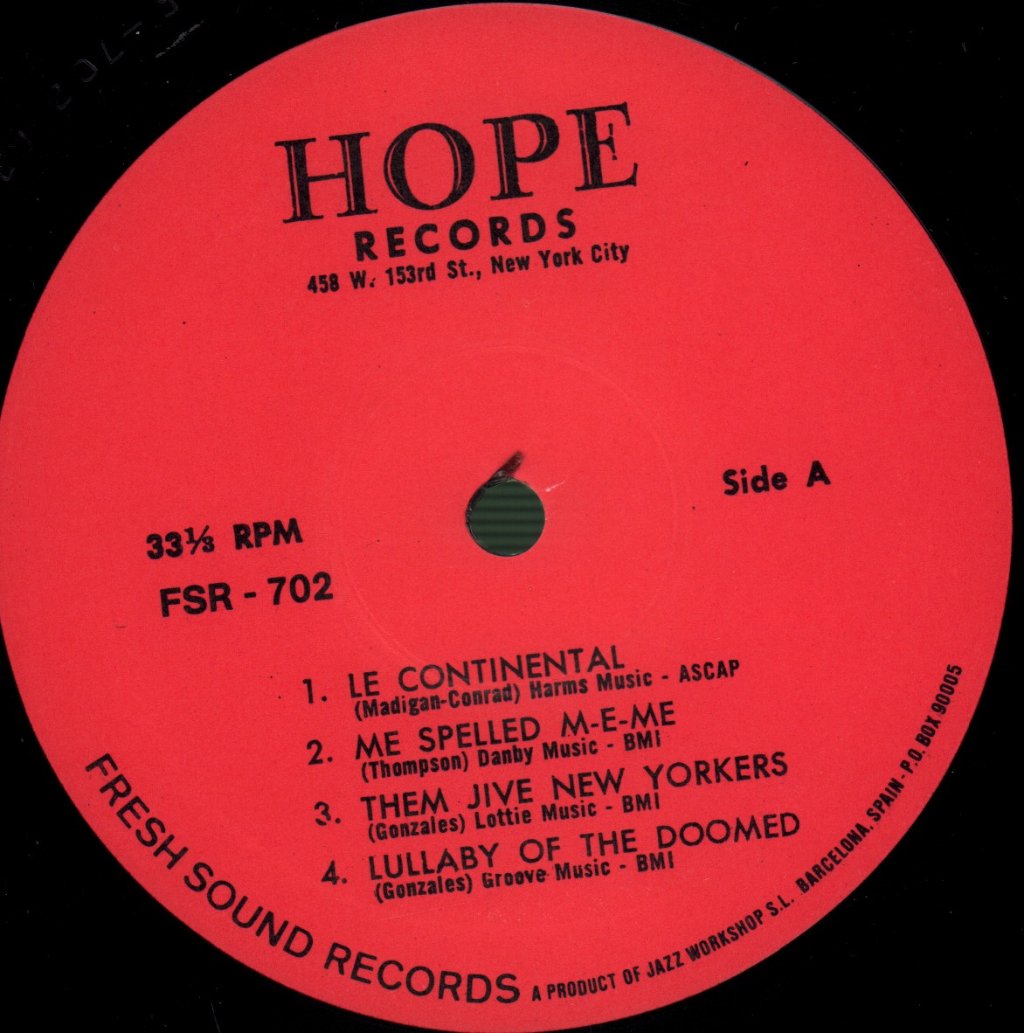 HOPE
RECORDS
458 W. 153rd St., New York City
Side A
33⅓ RPM
FSR - 702
1. LE CONTINENTAL
(Madigan-Conrad) Harms Music - ASCAP
2. ME SPELLED M-E-ME
(Thompson) Danby Music - BMI
3. THEM JIVE NEW YORKERS
(Gonzales) Lottie Music - BMI
4. LULLABY OF THE DOOMED
(Gonzales) Groove Music - BMI
FRESH SOUND RECORDS A PRODUCT OF JAZZ WORKSHOP S.L. BARCELONA, SPAIN - P.O. BOX 90005